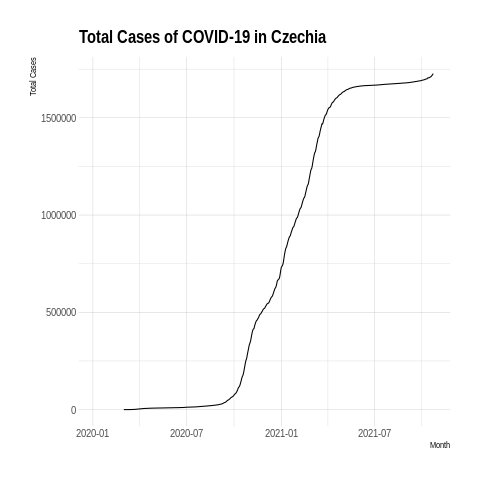 Total Cases of COVID-19 in Czechia
Total Cases
1500000
1000000
500000
0
2020-01 2020-07 2021-01 2021-07
Month